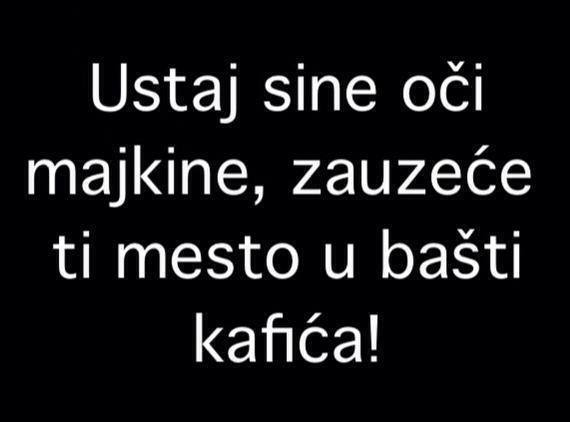 Ustaj sine oči
majkine, zauzeće
ti mesto u bašti
kafića!